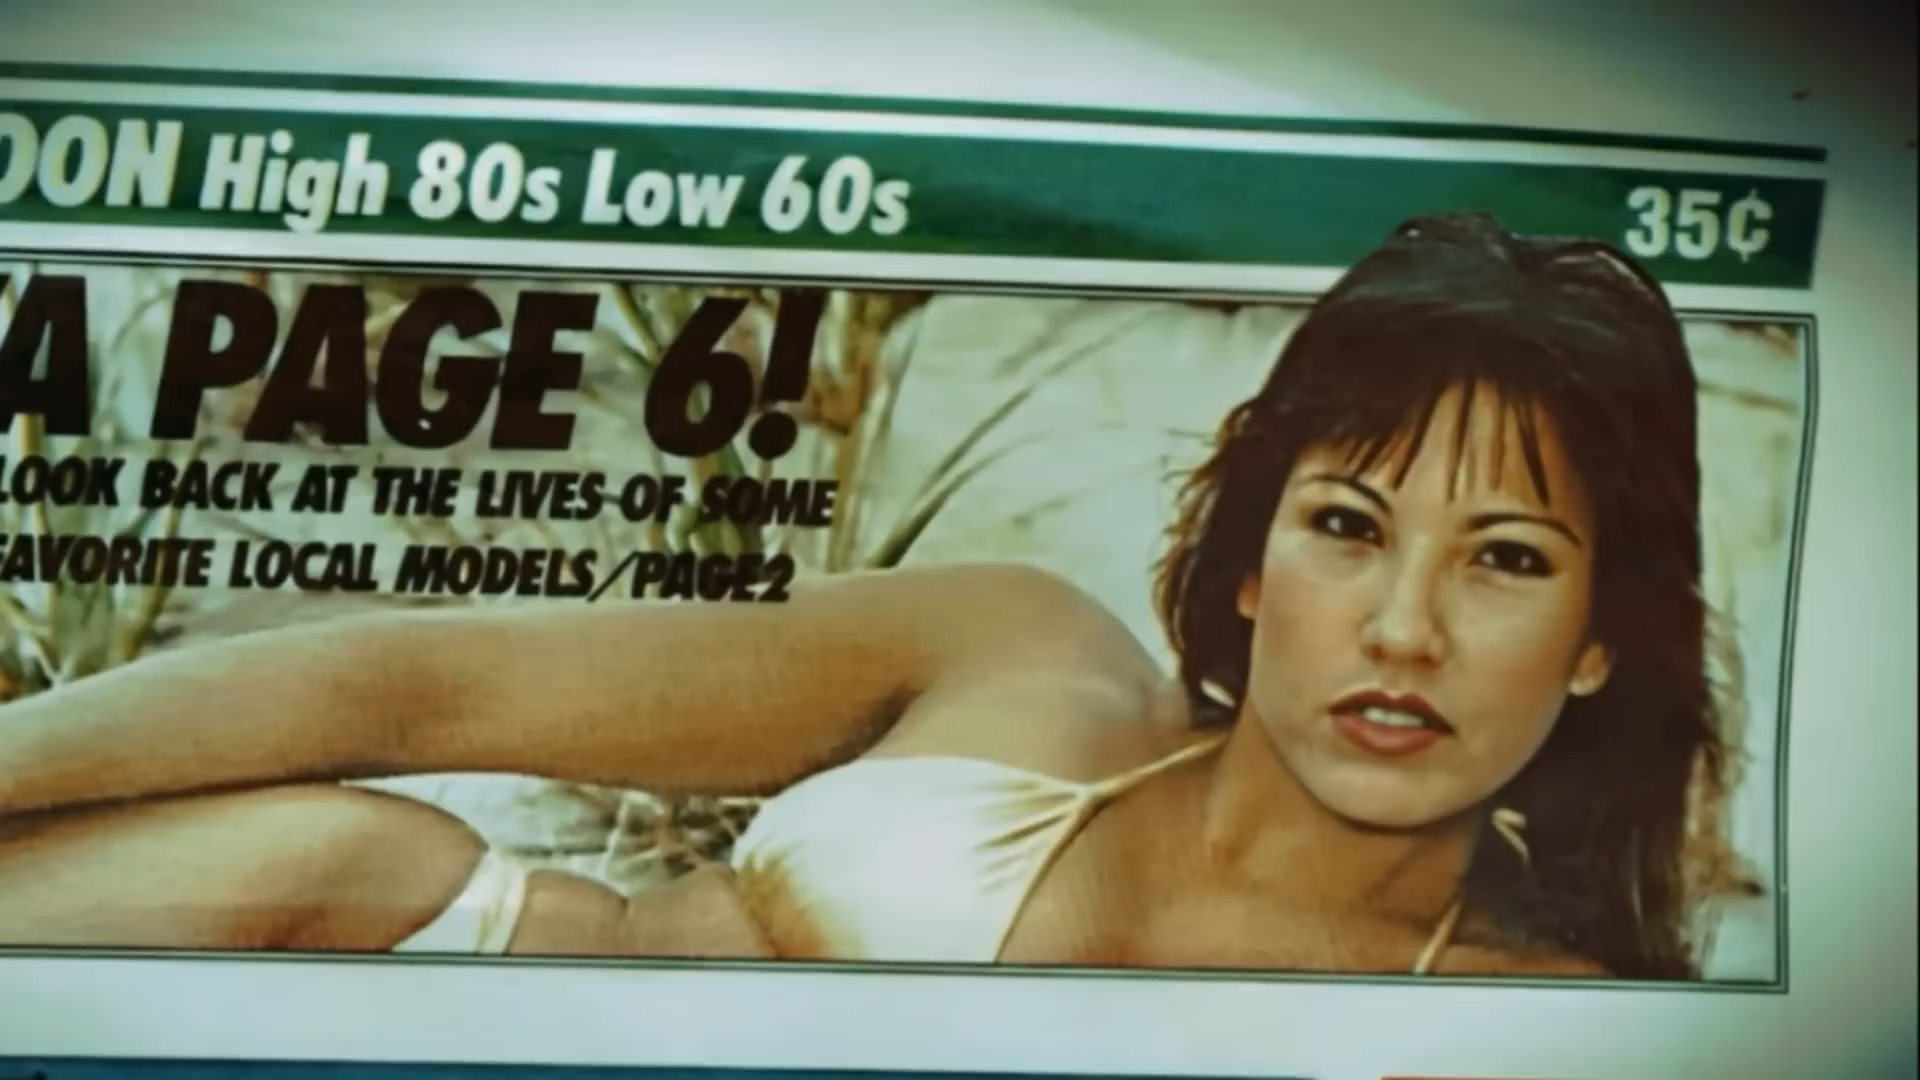 OON High 80s Low 60s
35¢
A PAGE 6!
LOOK BACK AT THE LIVES OF SOME
FAVORITE LOCAL MODELS/PAGE2